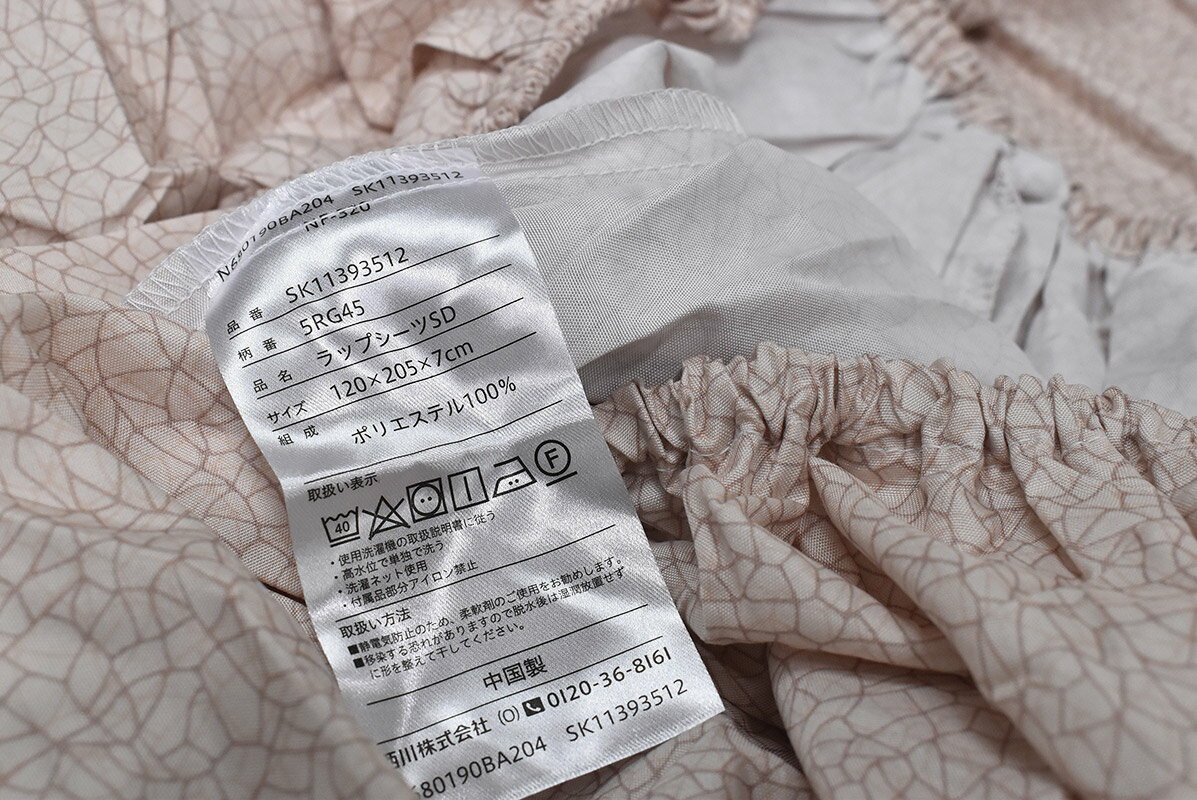 N680190BA204 SK11393512
NF-320
品番 SK11393512
柄番 5RG45
品名 ラップシーツSD
サイズ 120×205×7cm
組成 ポリエステル100%
取扱い表示
40 F
・使用洗濯機の取扱説明書に従う
・高水位で単独で洗う
・洗濯ネット使用
・付属品部分アイロン禁止
取扱い方法
■静電気防止のため、柔軟剤のご使用をお勧めします。
■移染する恐れがありますので脱水後は湿潤放置せず
に形を整えて干してください。
中国製
西川株式会社 (O) 0120-36-8161
680190BA204 SK11393512